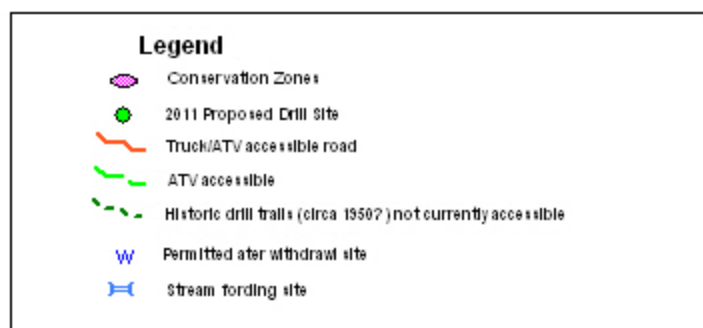 Legend
Conservation Zones
2011 Proposed Drill Site
Truck/ATV accessible road
ATV accessible
Historic drill trails (circa 1950?) not currently accessible
W Permitted ater withdrawl site
Stream fording site